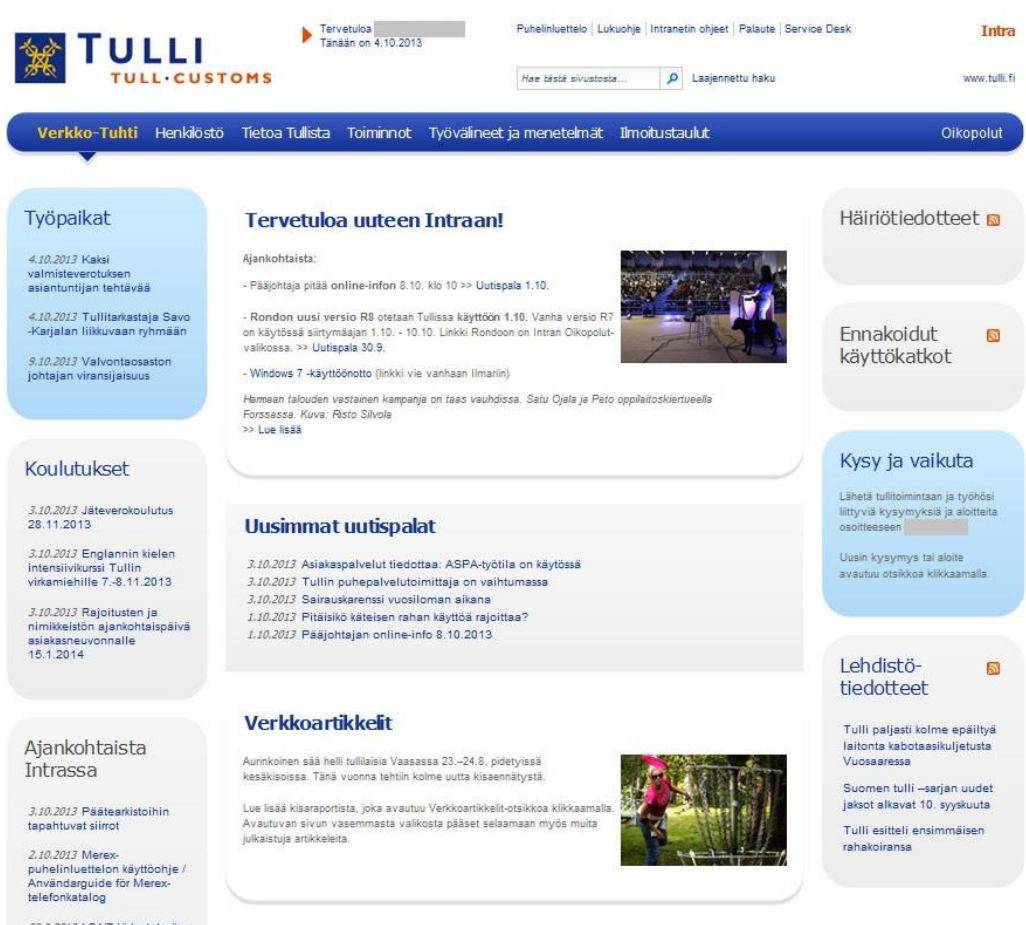 TULLI
TULL·CUSTOMS
Tervetuloa
Tänään on 4.10.2013
Puhelinluettelo | Lukuohje | Intranetin ohjeet | Palaute | Service Desk
Intra
Hae tästä sivustosta...
Laajennettu haku
www.tulli.fi
Verkko-Tuhti Henkilöstö Tietoa Tullista Toiminnot Työvälineet ja menetelmät Ilmoitustaulut Oikopolut
Työpaikat
4.10.2013 Kaksi
valmisteverotuksen
asiantuntijan tehtävää
4.10.2013 Tullitarkastaja Savo
-Karjalan liikkuvaan ryhmään
9.10.2013 Valvontaosaston
johtajan viransijaisuus
Koulutukset
3.10.2013 Jäteverokoulutus
28.11.2013
3.10.2013 Englannin kielen
intensiivikurssi Tullin
virkamiehille 7.-8.11.2013
3.10.2013 Rajoitusten ja
nimikkeistön ajankohtaispäivä
asiakasneuvonnalle
15.1.2014
Ajankohtaista
Intrassa
3.10.2013 Päätearkistoihin
tapahtuvat siirrot
2.10.2013 Merex-
puhelinluettelon käyttöohje /
Användarguide för Merex-
telefonkatalog
Tervetuloa uuteen Intraan!
Ajankohtaista:
- Pääjohtaja pitää online-infon 8.10. klo 10 >> Uutispala 1.10.
- Rondon uusi versio R8 otetaan Tullissa käyttöön 1.10. Vanha versio R7
on käytössä siirtymäajan 1.10. - 10.10. Linkki Rondoon on Intran Oikopolut-
valikossa. >> Uutispala 30.9.
- Windows 7 -käyttöönotto (linkki vie vanhaan Ilmariin)
Harmaan talouden vastainen kampanja on taas vauhdissa. Satu Ojala ja Peto oppilaitoskiertueella
Forssassa. Kuva: Risto Silvola
>> Lue lisää
Uusimmat uutispalat
3.10.2013 Asiakaspalvelut tiedottaa: ASPA-työtila on käytössä
3.10.2013 Tullin puhepalvelutoimittaja on vaihtumassa
3.10.2013 Sairauskarenssi vuosiloman aikana
1.10.2013 Pitäisikö käteisen rahan käyttöä rajoittaa?
1.10.2013 Pääjohtajan online-info 8.10.2013
Verkkoartikkelit
Aurinkoinen sää helli tullilaisia Vaasassa 23.–24.8. pidetyissä
kesäkisoissa. Tänä vuonna tehtiin kolme uutta kisaennätystä.
Lue lisää kisaraportista, joka avautuu Verkkoartikkelit-otsikkoa klikkaamalla.
Avautuvan sivun vasemmasta valikosta pääset selaamaan myös muita
julkaistuja artikkeleita.
Häiriötiedotteet
Ennakoidut
käyttökatkot
Kysy ja vaikuta
Lähetä tullitoimintaan ja työhösi
liittyviä kysymyksiä ja aloitteita
osoitteeseen
Uusin kysymys tai aloite
avautuu otsikkoa klikkaamalla.
Lehdistö-
tiedotteet
Tulli paljasti kolme epäiltyä
laitonta kabotaasikuljetusta
Vuosaaressa
Suomen tulli –sarjan uudet
jaksot alkavat 10. syyskuuta
Tulli esitteli ensimmäisen
rahakoiransa